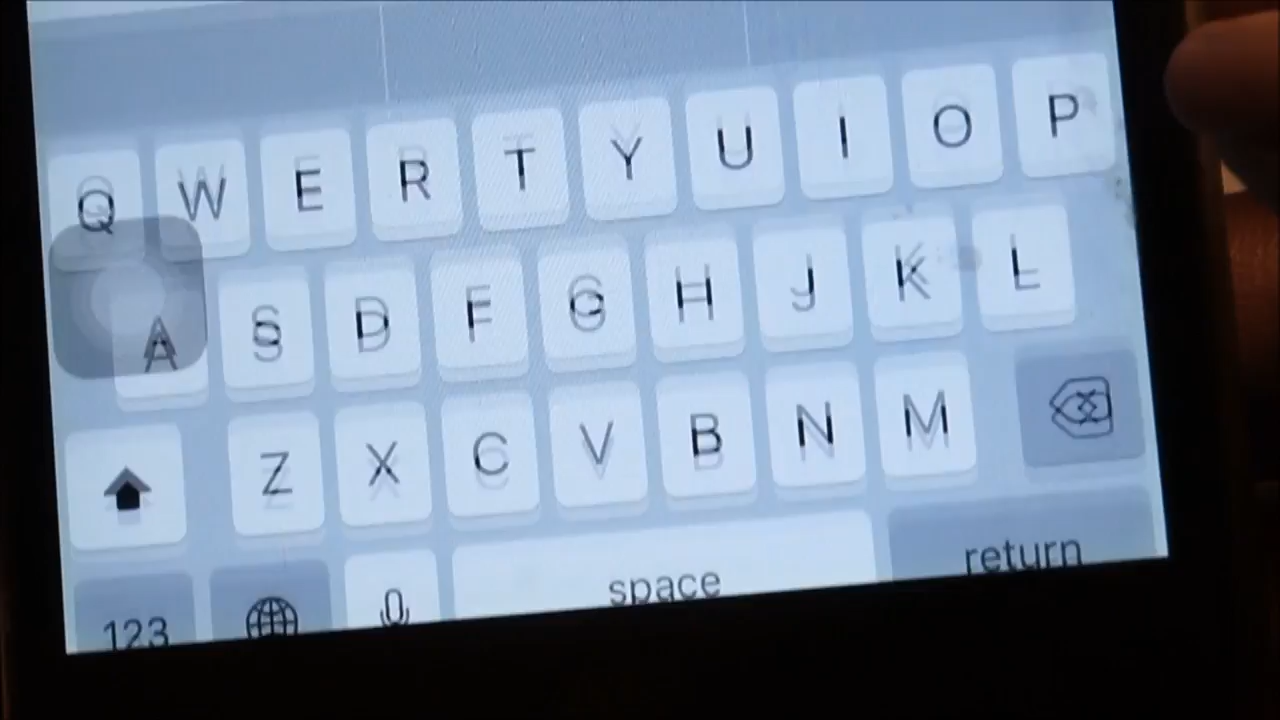 Q W E R T Y U I O P
A S D F G H J K L
Z X C V B N M
123 space return